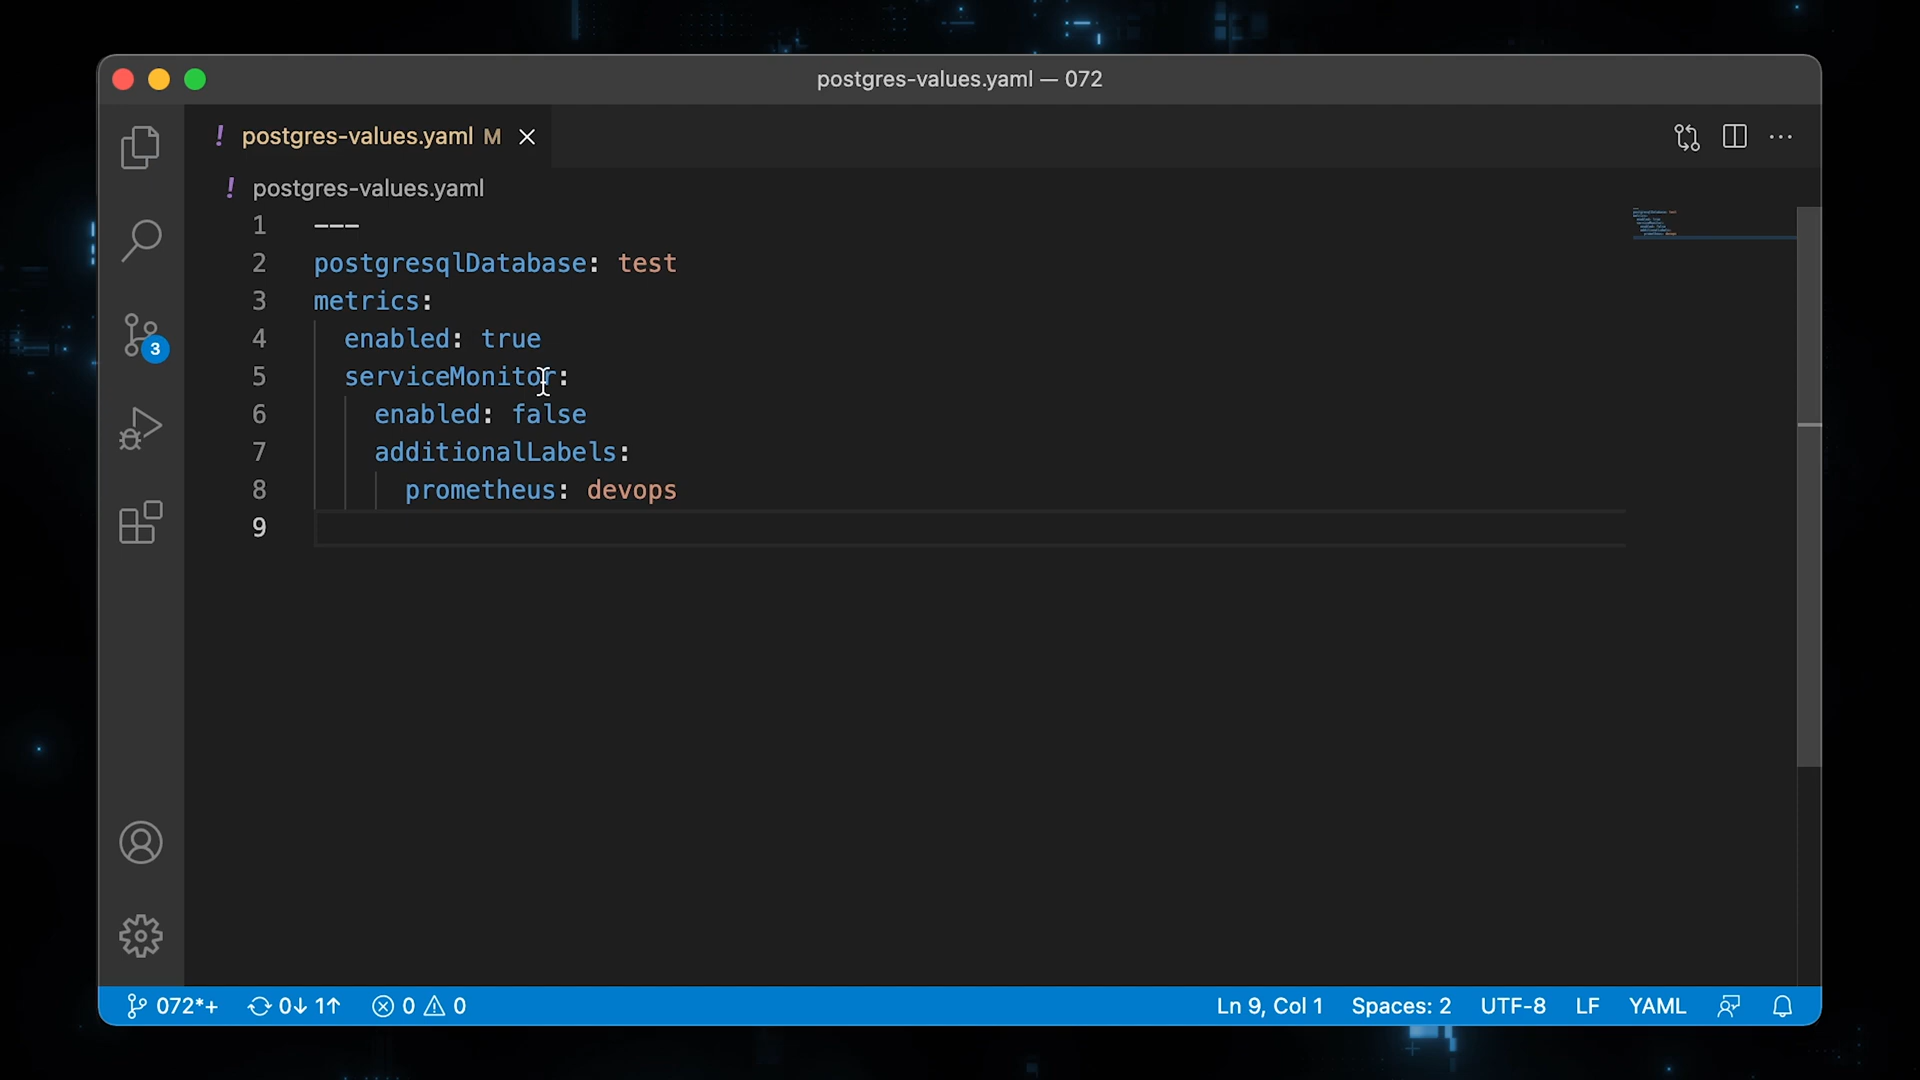 postgres-values.yaml — 072
! postgres-values.yaml M
! postgres-values.yaml
1 ---
2 postgresqlDatabase: test
3 metrics:
4 enabled: true
5 serviceMonitor:
6 enabled: false
7 additionalLabels:
8 prometheus: devops
9
3
072*+ 0↓ 1↑ 0 0 Ln 9, Col 1 Spaces: 2 UTF-8 LF YAML